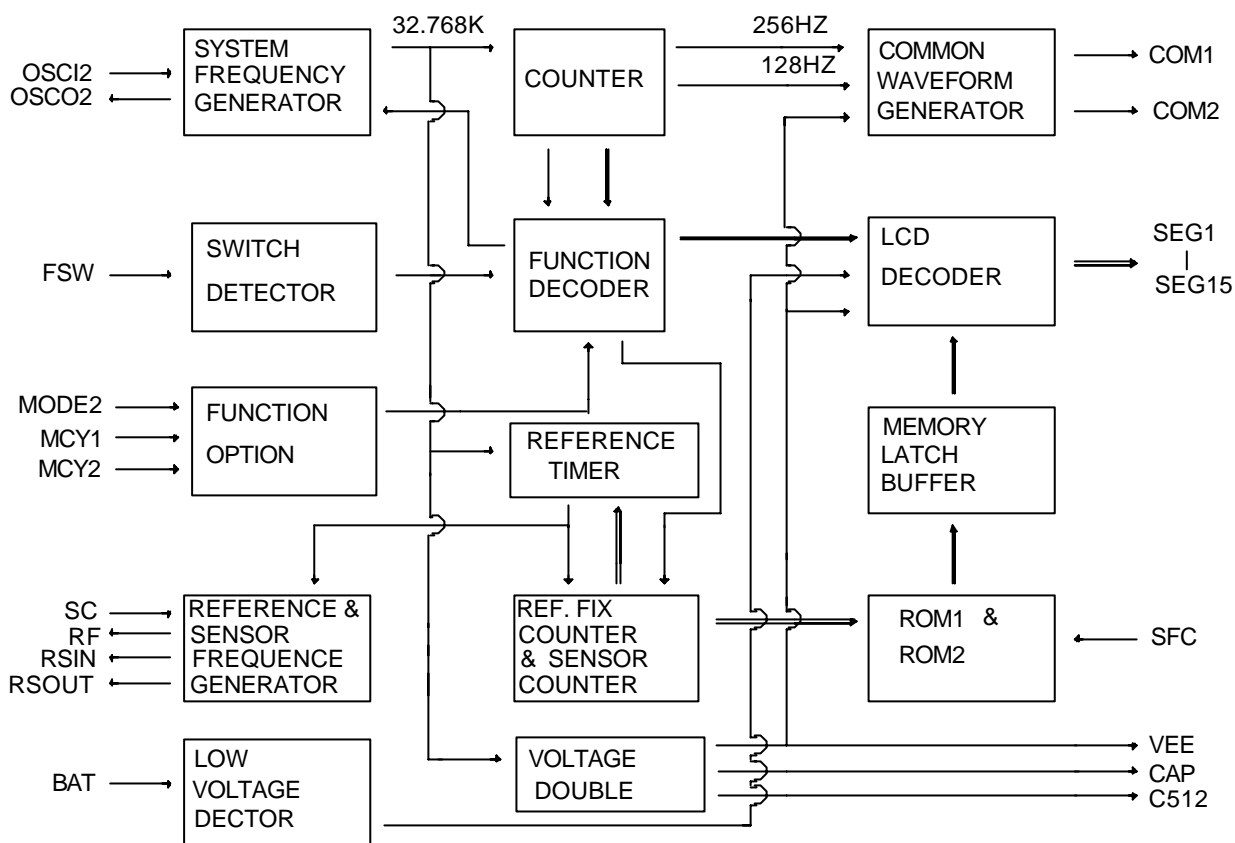 32.768K
256HZ
128HZ
OSCI2
OSCO2
SYSTEM
FREQUENCY
GENERATOR
COUNTER
COMMON
WAVEFORM
GENERATOR
COM1
COM2
FSW
SWITCH
DETECTOR
FUNCTION
DECODER
LCD
DECODER
SEG1
SEG15
MODE2
MCY1
MCY2
FUNCTION
OPTION
REFERENCE
TIMER
MEMORY
LATCH
BUFFER
SC
RF
RSIN
RSOUT
REFERENCE &
SENSOR
FREQUENCE
GENERATOR
REF. FIX
COUNTER
& SENSOR
COUNTER
ROM1 &
ROM2
SFC
BAT
LOW
VOLTAGE
DECTOR
VOLTAGE
DOUBLE
VEE
CAP
C512